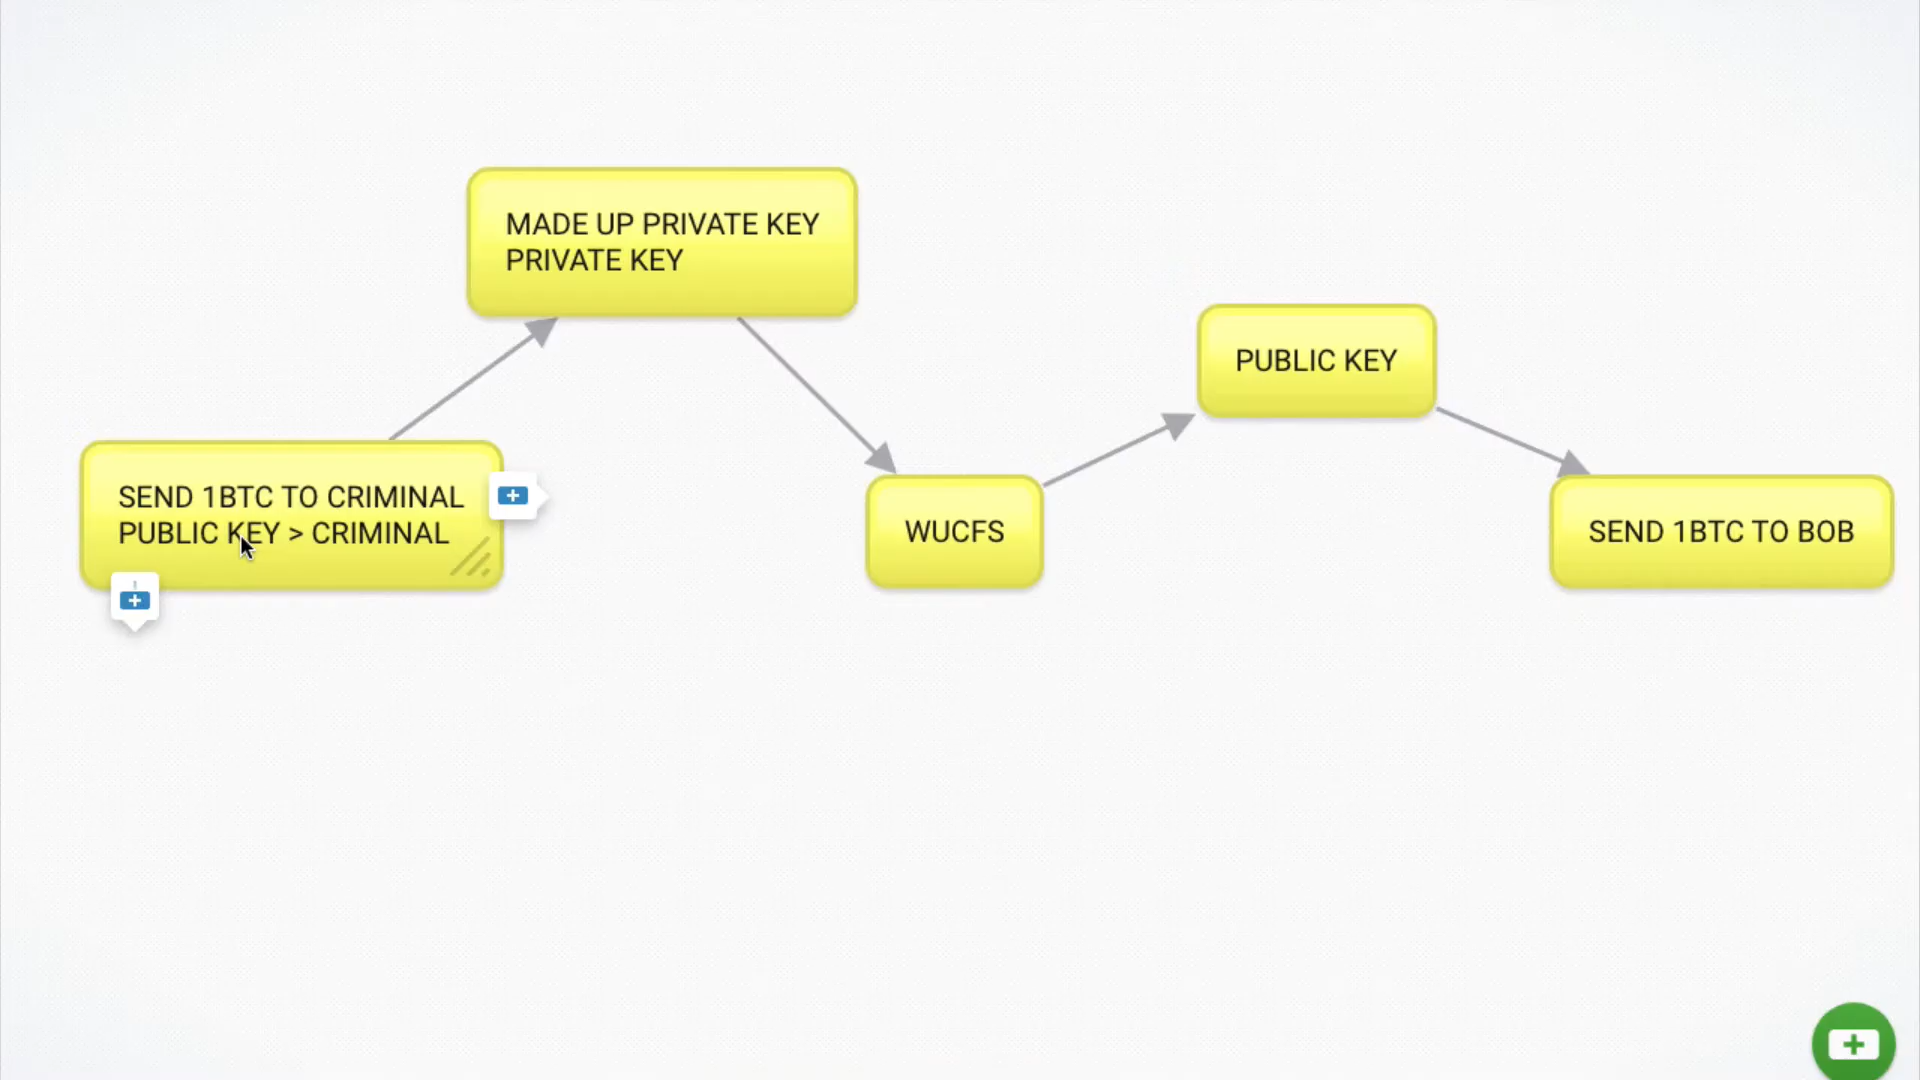 MADE UP PRIVATE KEY
PRIVATE KEY
PUBLIC KEY
SEND 1BTC TO CRIMINAL
PUBLIC KEY > CRIMINAL
WUCFS
SEND 1BTC TO BOB